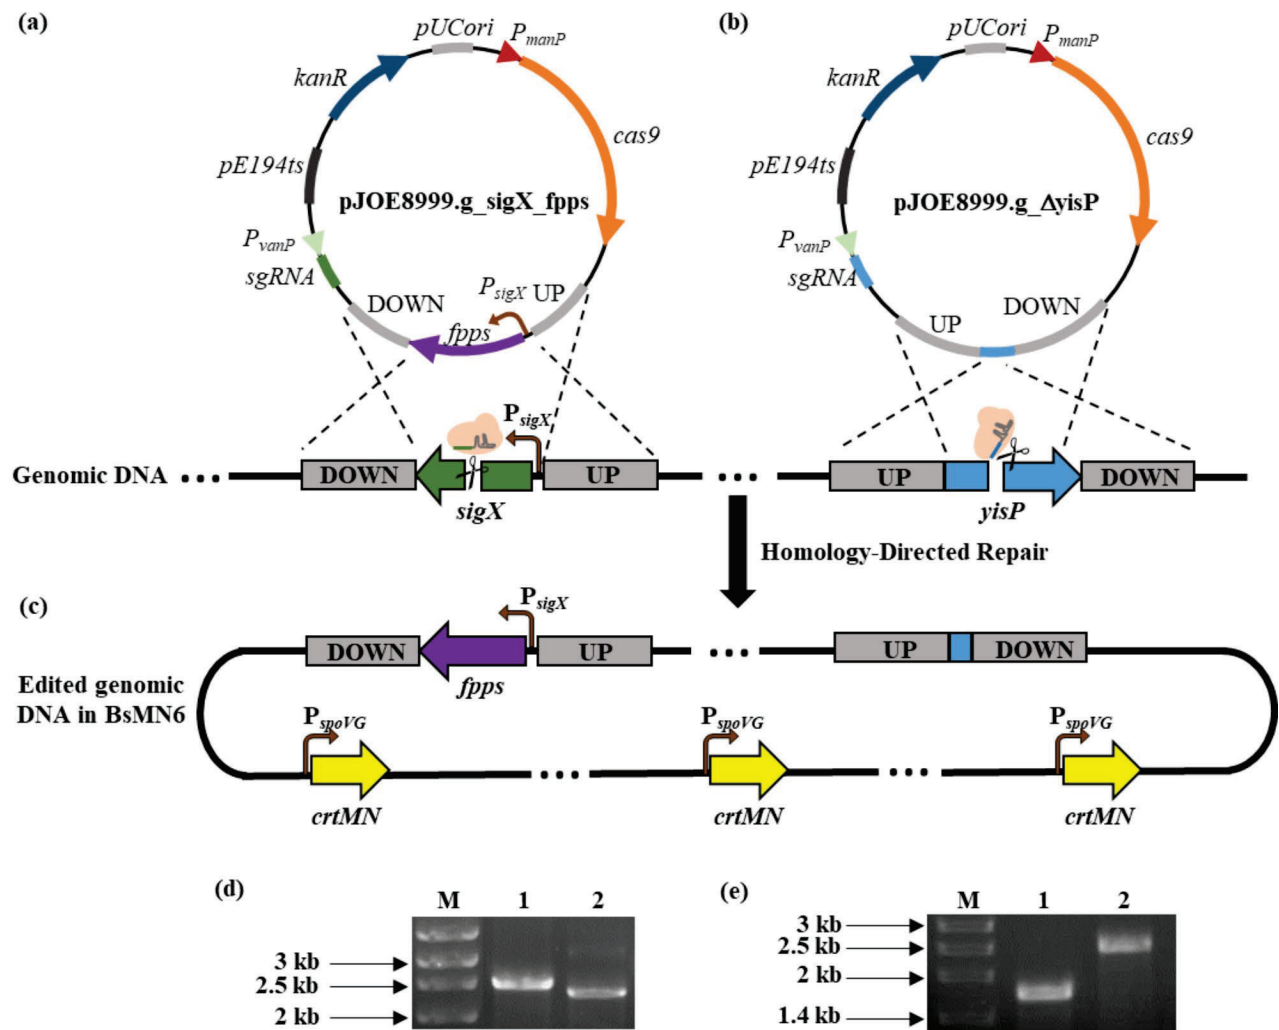 (a)
pUCori
PmanP
kanR
cas9
pE194ts
pJOE8999.g_sigX_fpps
PvanP
sgRNA
DOWN
PsigX
UP
fpps
(b)
pUCori
PmanP
kanR
cas9
pE194ts
pJOE8999.g_ΔyisP
PvanP
sgRNA
UP
DOWN
Genomic DNA
DOWN
PsigX
UP
sigX
UP
DOWN
yisP
Homology-Directed Repair
(c)
Edited genomic
DNA in BsMN6
DOWN
PsigX
UP
fpps
UP
DOWN
PspoVG
PspoVG
PspoVG
crtMN
crtMN
crtMN
(d)
M 1 2
3 kb
2.5 kb
2 kb
(e)
M 1 2
3 kb
2.5 kb
2 kb
1.4 kb